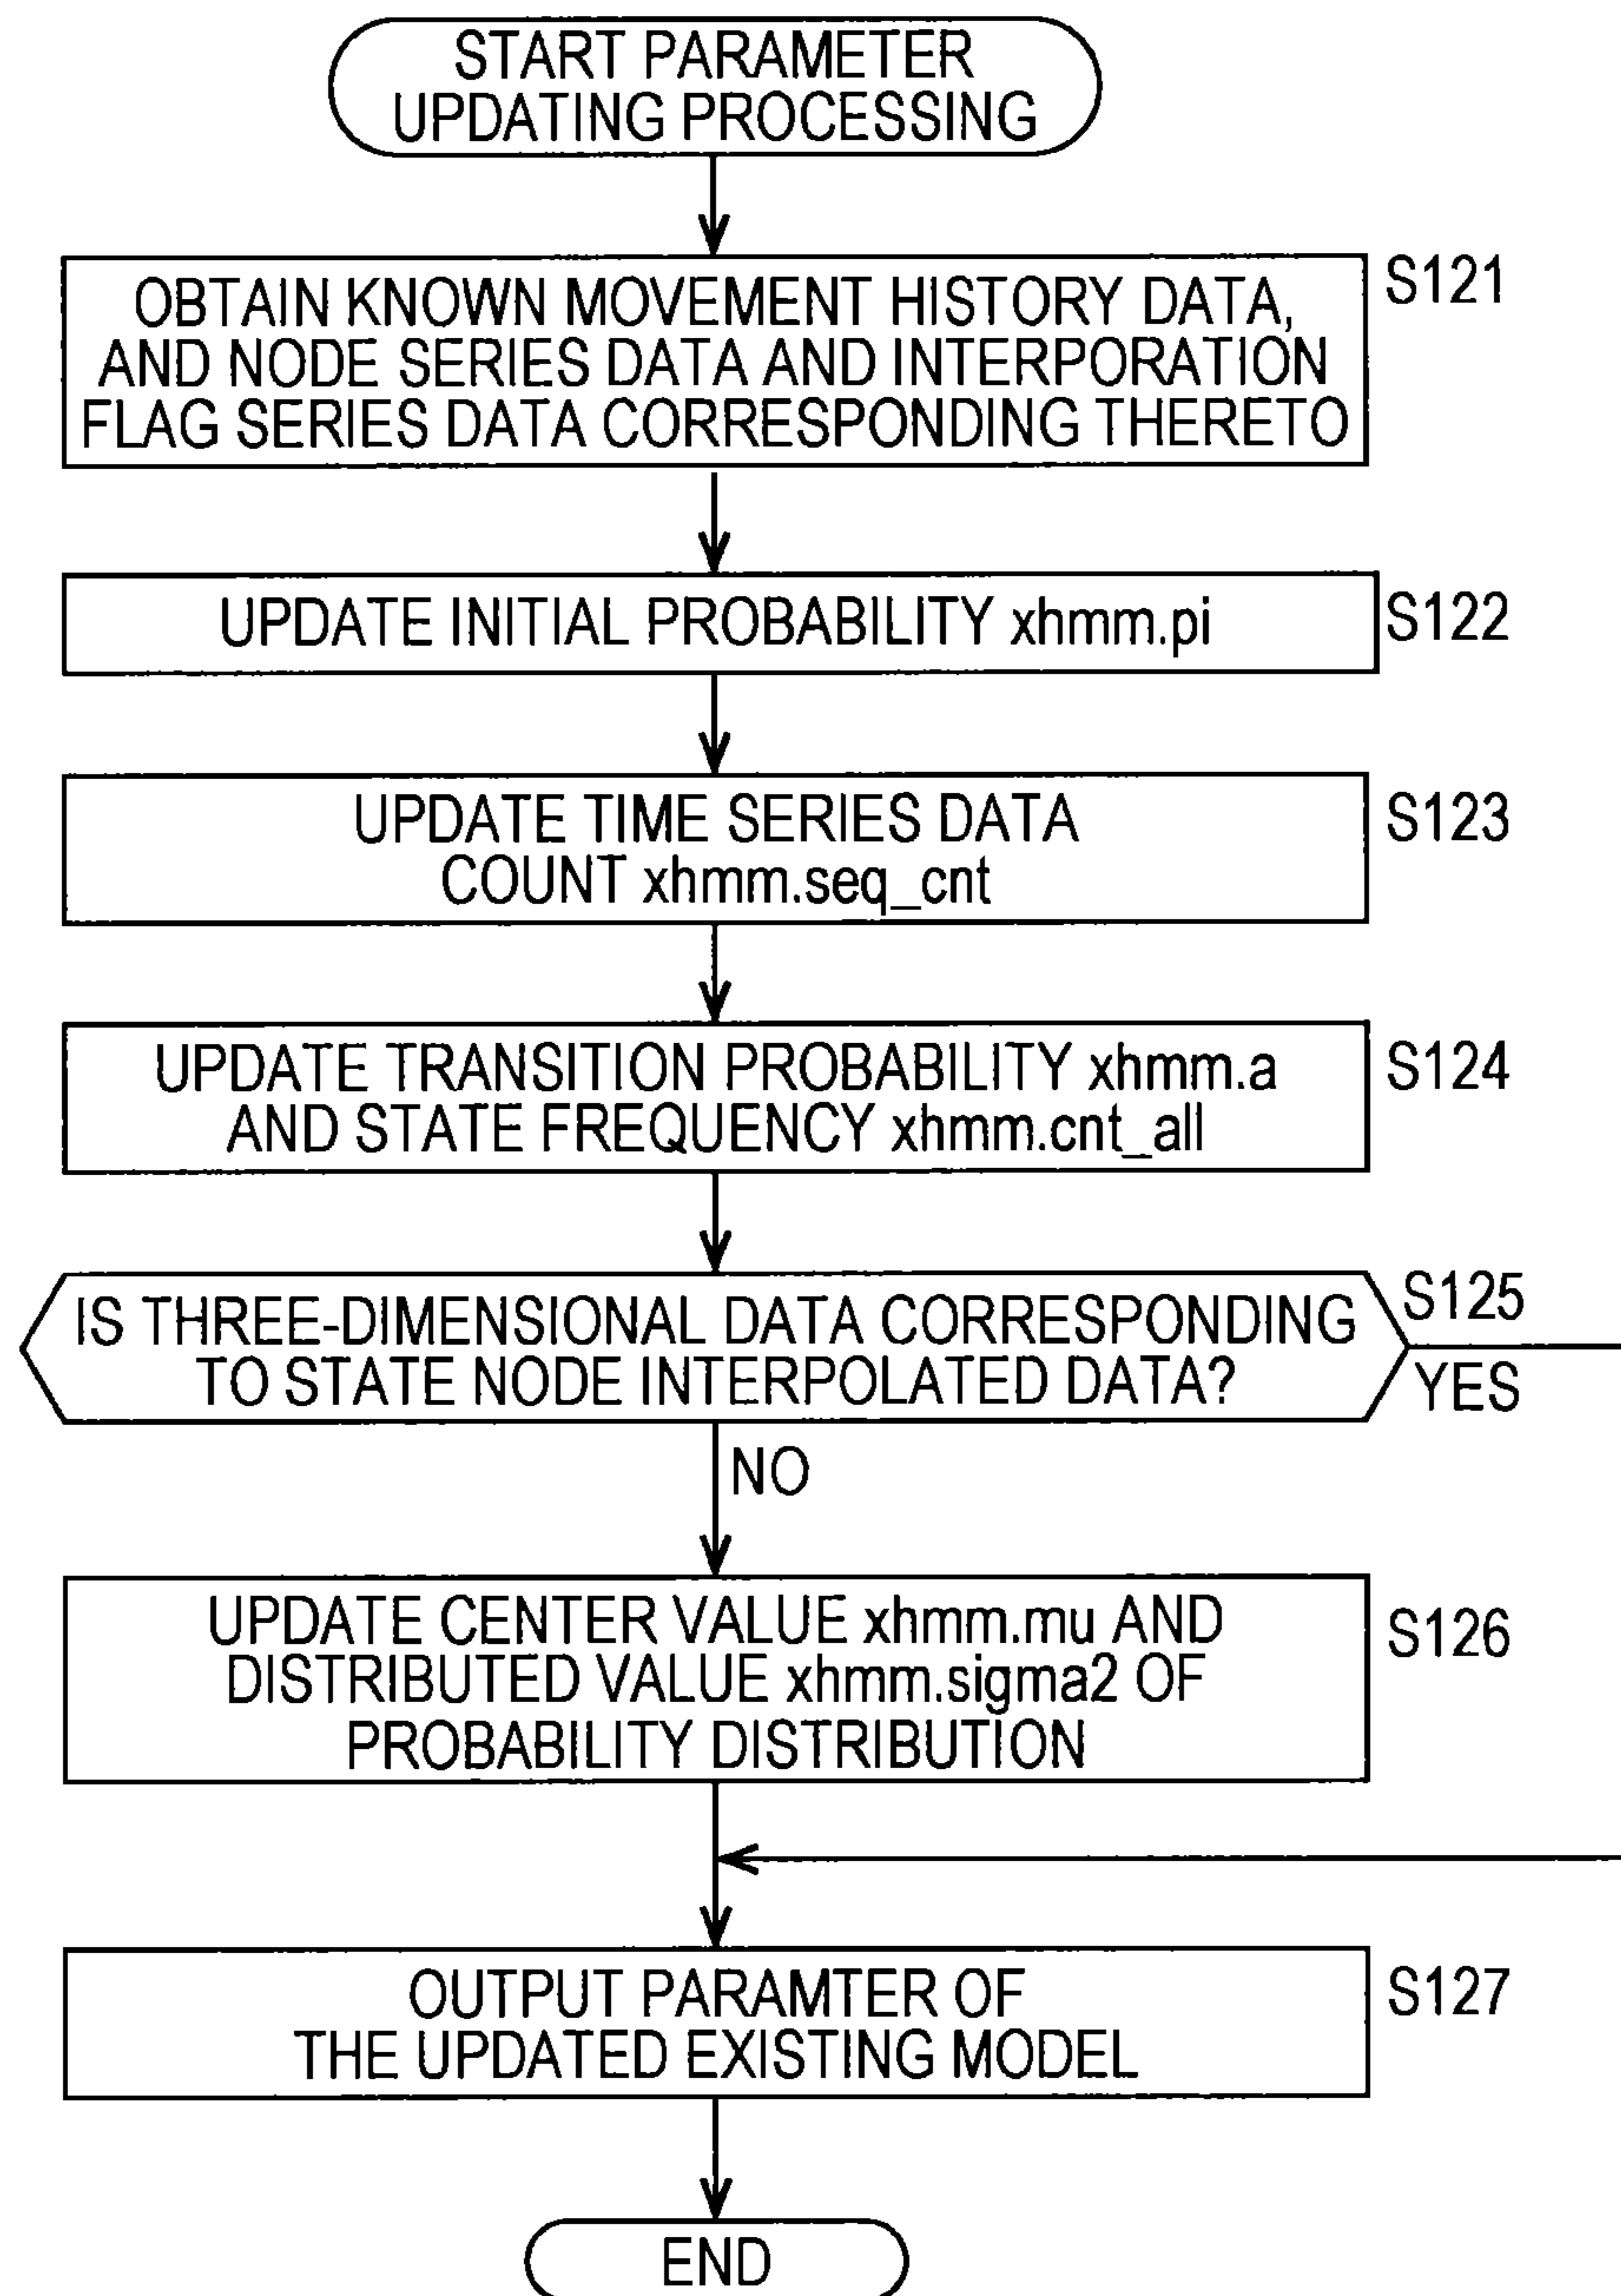 START PARAMETER
UPDATING PROCESSING
OBTAIN KNOWN MOVEMENT HISTORY DATA,
AND NODE SERIES DATA AND INTERPORATION
FLAG SERIES DATA CORRESPONDING THERETO
S121
UPDATE INITIAL PROBABILITY xhmm.pi
S122
UPDATE TIME SERIES DATA
COUNT xhmm.seq_cnt
S123
UPDATE TRANSITION PROBABILITY xhmm.a
AND STATE FREQUENCY xhmm.cnt_all
S124
IS THREE-DIMENSIONAL DATA CORRESPONDING
TO STATE NODE INTERPOLATED DATA?
S125
YES
NO
UPDATE CENTER VALUE xhmm.mu AND
DISTRIBUTED VALUE xhmm.sigma2 OF
PROBABILITY DISTRIBUTION
S126
OUTPUT PARAMTER OF
THE UPDATED EXISTING MODEL
S127
END